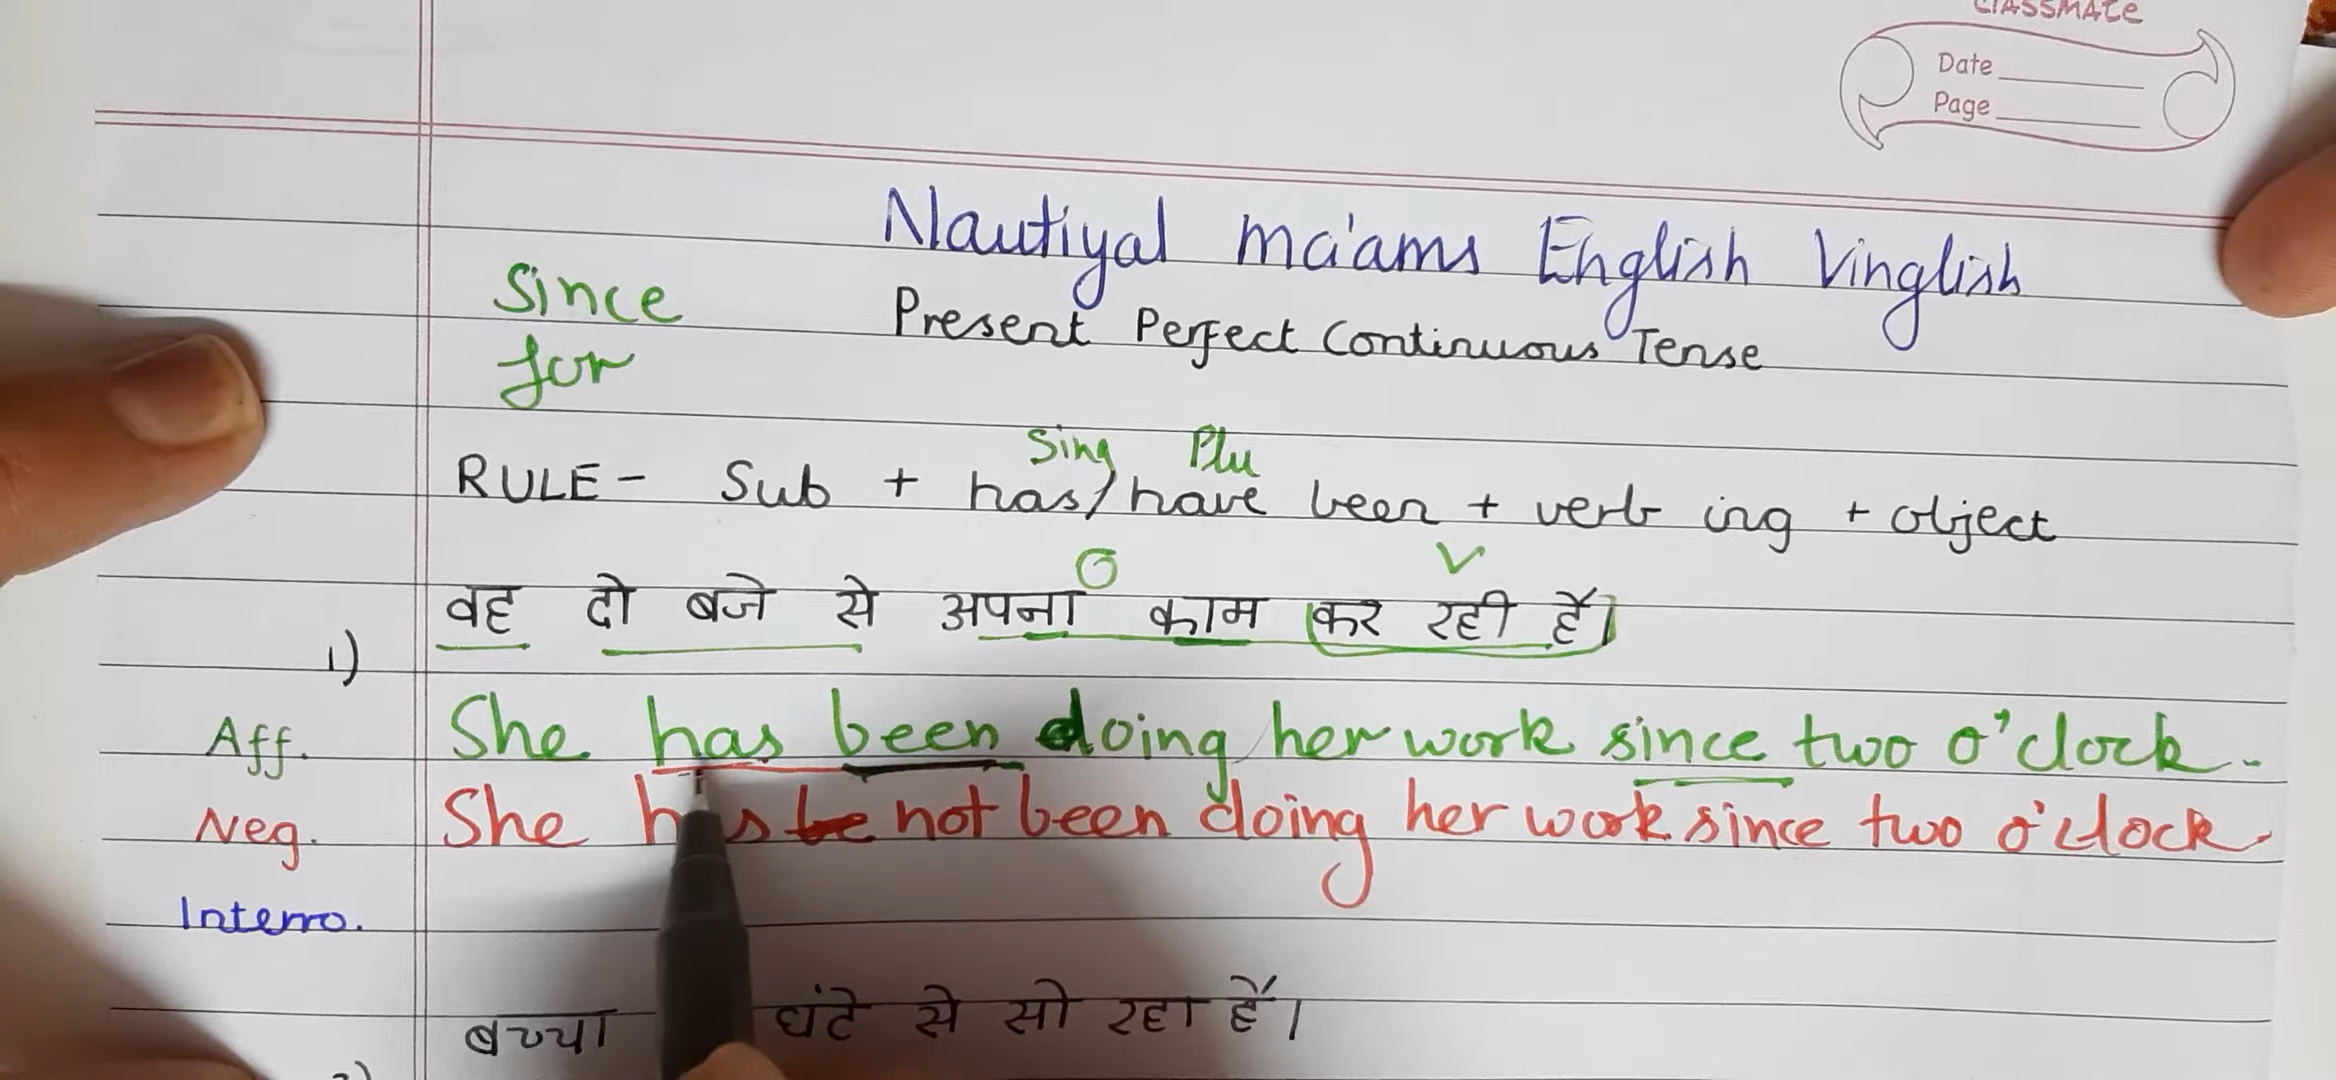 CLASSMATE
Date
Page
Nautiyal ma'ams English Vinglish
Since
Present Perfect Continuous Tense
for
Sing Plu
RULE - Sub + has/have been + verb ing + object
O V
वह दो बजे से अपना काम कर रही हैं।
1)
Aff. She has been doing her work since two o'clock.
Neg. She has be not been doing her work since two o'clock.
Interro.
बच्चा घंटे से सो रहा हैं।